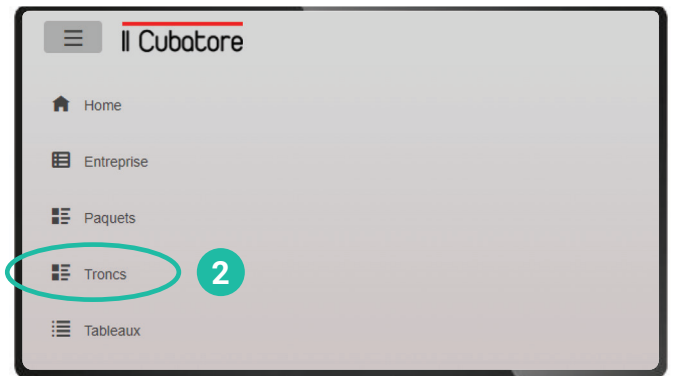 Il Cubatore
Home
Entreprise
Paquets
Troncs
2
Tableaux